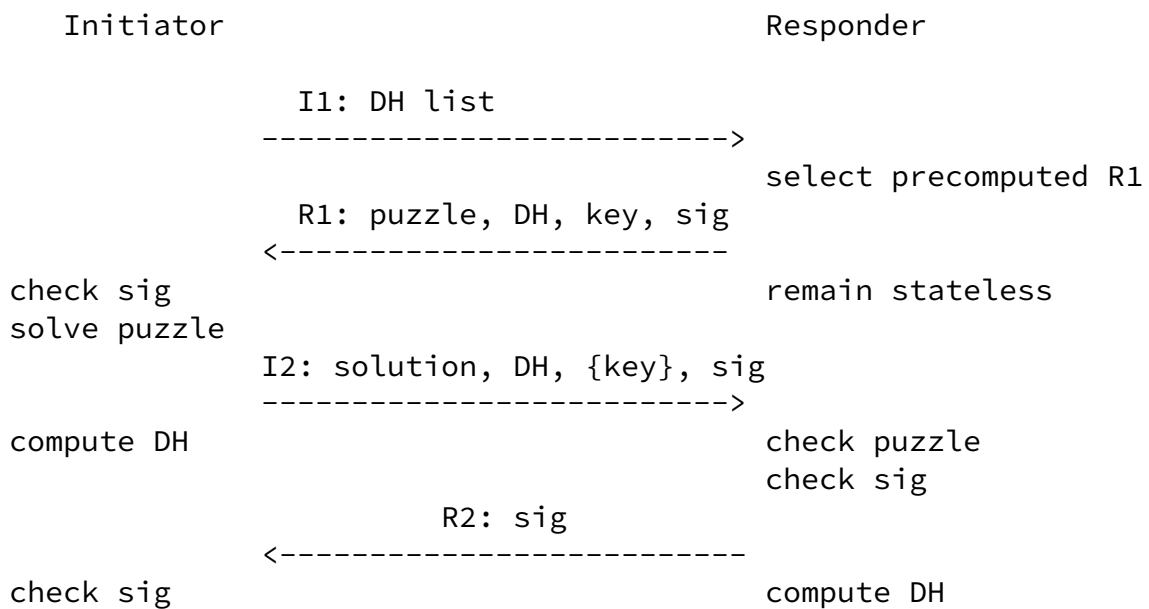 Initiator                              Responder
I1: DH list
-------------------------->
select precomputed R1
R1: puzzle, DH, key, sig
<-------------------------
check sig                              remain stateless
solve puzzle
I2: solution, DH, {key}, sig
-------------------------->
compute DH                             check puzzle
check sig
R2: sig
<--------------------------
check sig                              compute DH